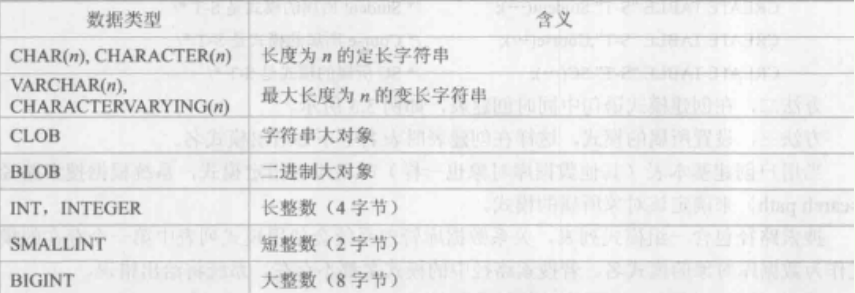 数据类型 含义
CHAR(n), CHARACTER(n) 长度为 n 的定长字符串
VARCHAR(n),
CHARACTERVARYING(n) 最大长度为 n 的变长字符串
CLOB 字符串大对象
BLOB 二进制大对象
INT，INTEGER 长整数（4 字节）
SMALLINT 短整数（2 字节）
BIGINT 大整数（8 字节）